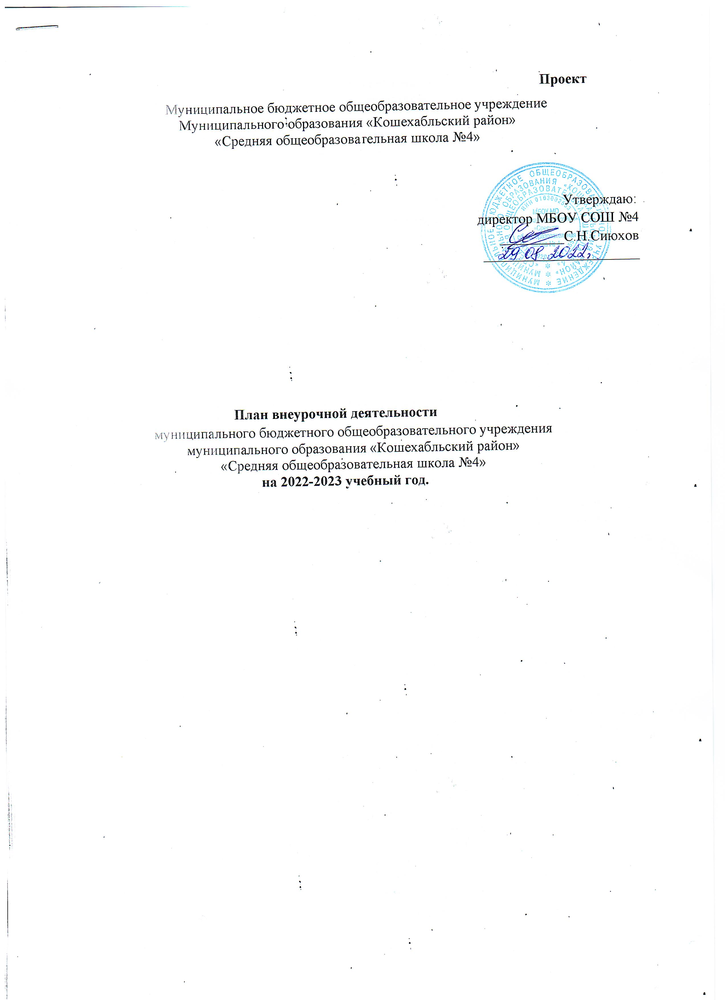 Проект
Муниципальное бюджетное общеобразовательное учреждение
Муниципального образования «Кошехабльский район»
«Средняя общеобразовательная школа №4»
Утверждаю:
директор МБОУ СОШ №4
С.Н.Сиюхов
29.08.2022г
План внеурочной деятельности
муниципального бюджетного общеобразовательного учреждения
муниципального образования «Кошехабльский район»
«Средняя общеобразовательная школа №4»
на 2022-2023 учебный год.